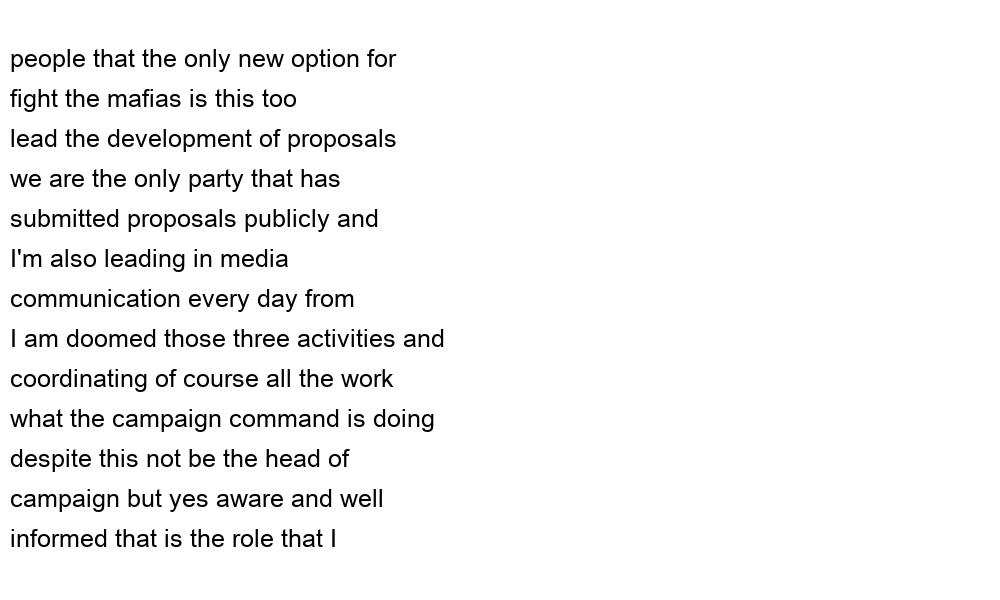 people that the only new option for
fight the mafias is this too
lead the development of proposals
we are the only party that has
submitted proposals publicly and
I'm also leading in media
communication every day from
I am doomed those three activities and
coordinating of course all the work
what the campaign command is doing
despite this not be the head of
campaign but yes aware and well
informed that is the role that I